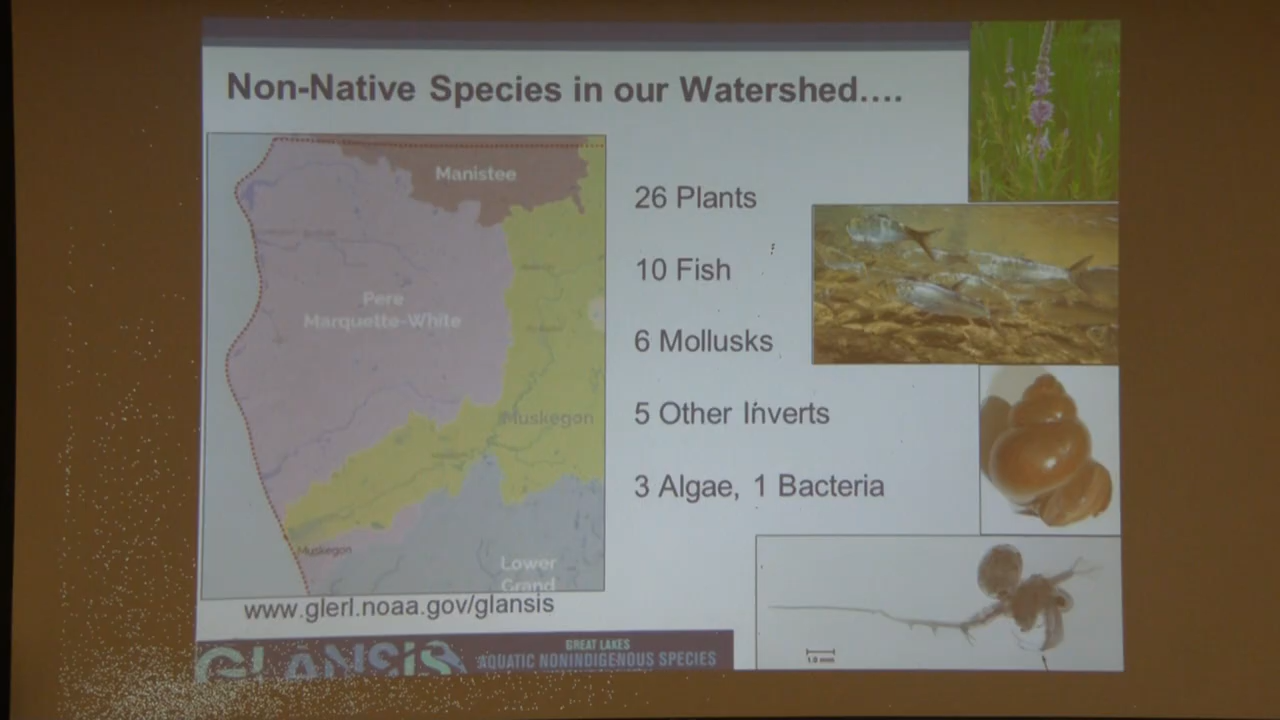 Non-Native Species in our Watershed....
Manistee
Pere
Marquette-White
Muskegon
Muskegon
Lower
Grand
26 Plants
10 Fish
6 Mollusks
5 Other Inverts
3 Algae, 1 Bacteria
1.0 mm
www.glerl.noaa.gov/glansis
GLANSIS
GREAT LAKES
AQUATIC NONINDIGENOUS SPECIES